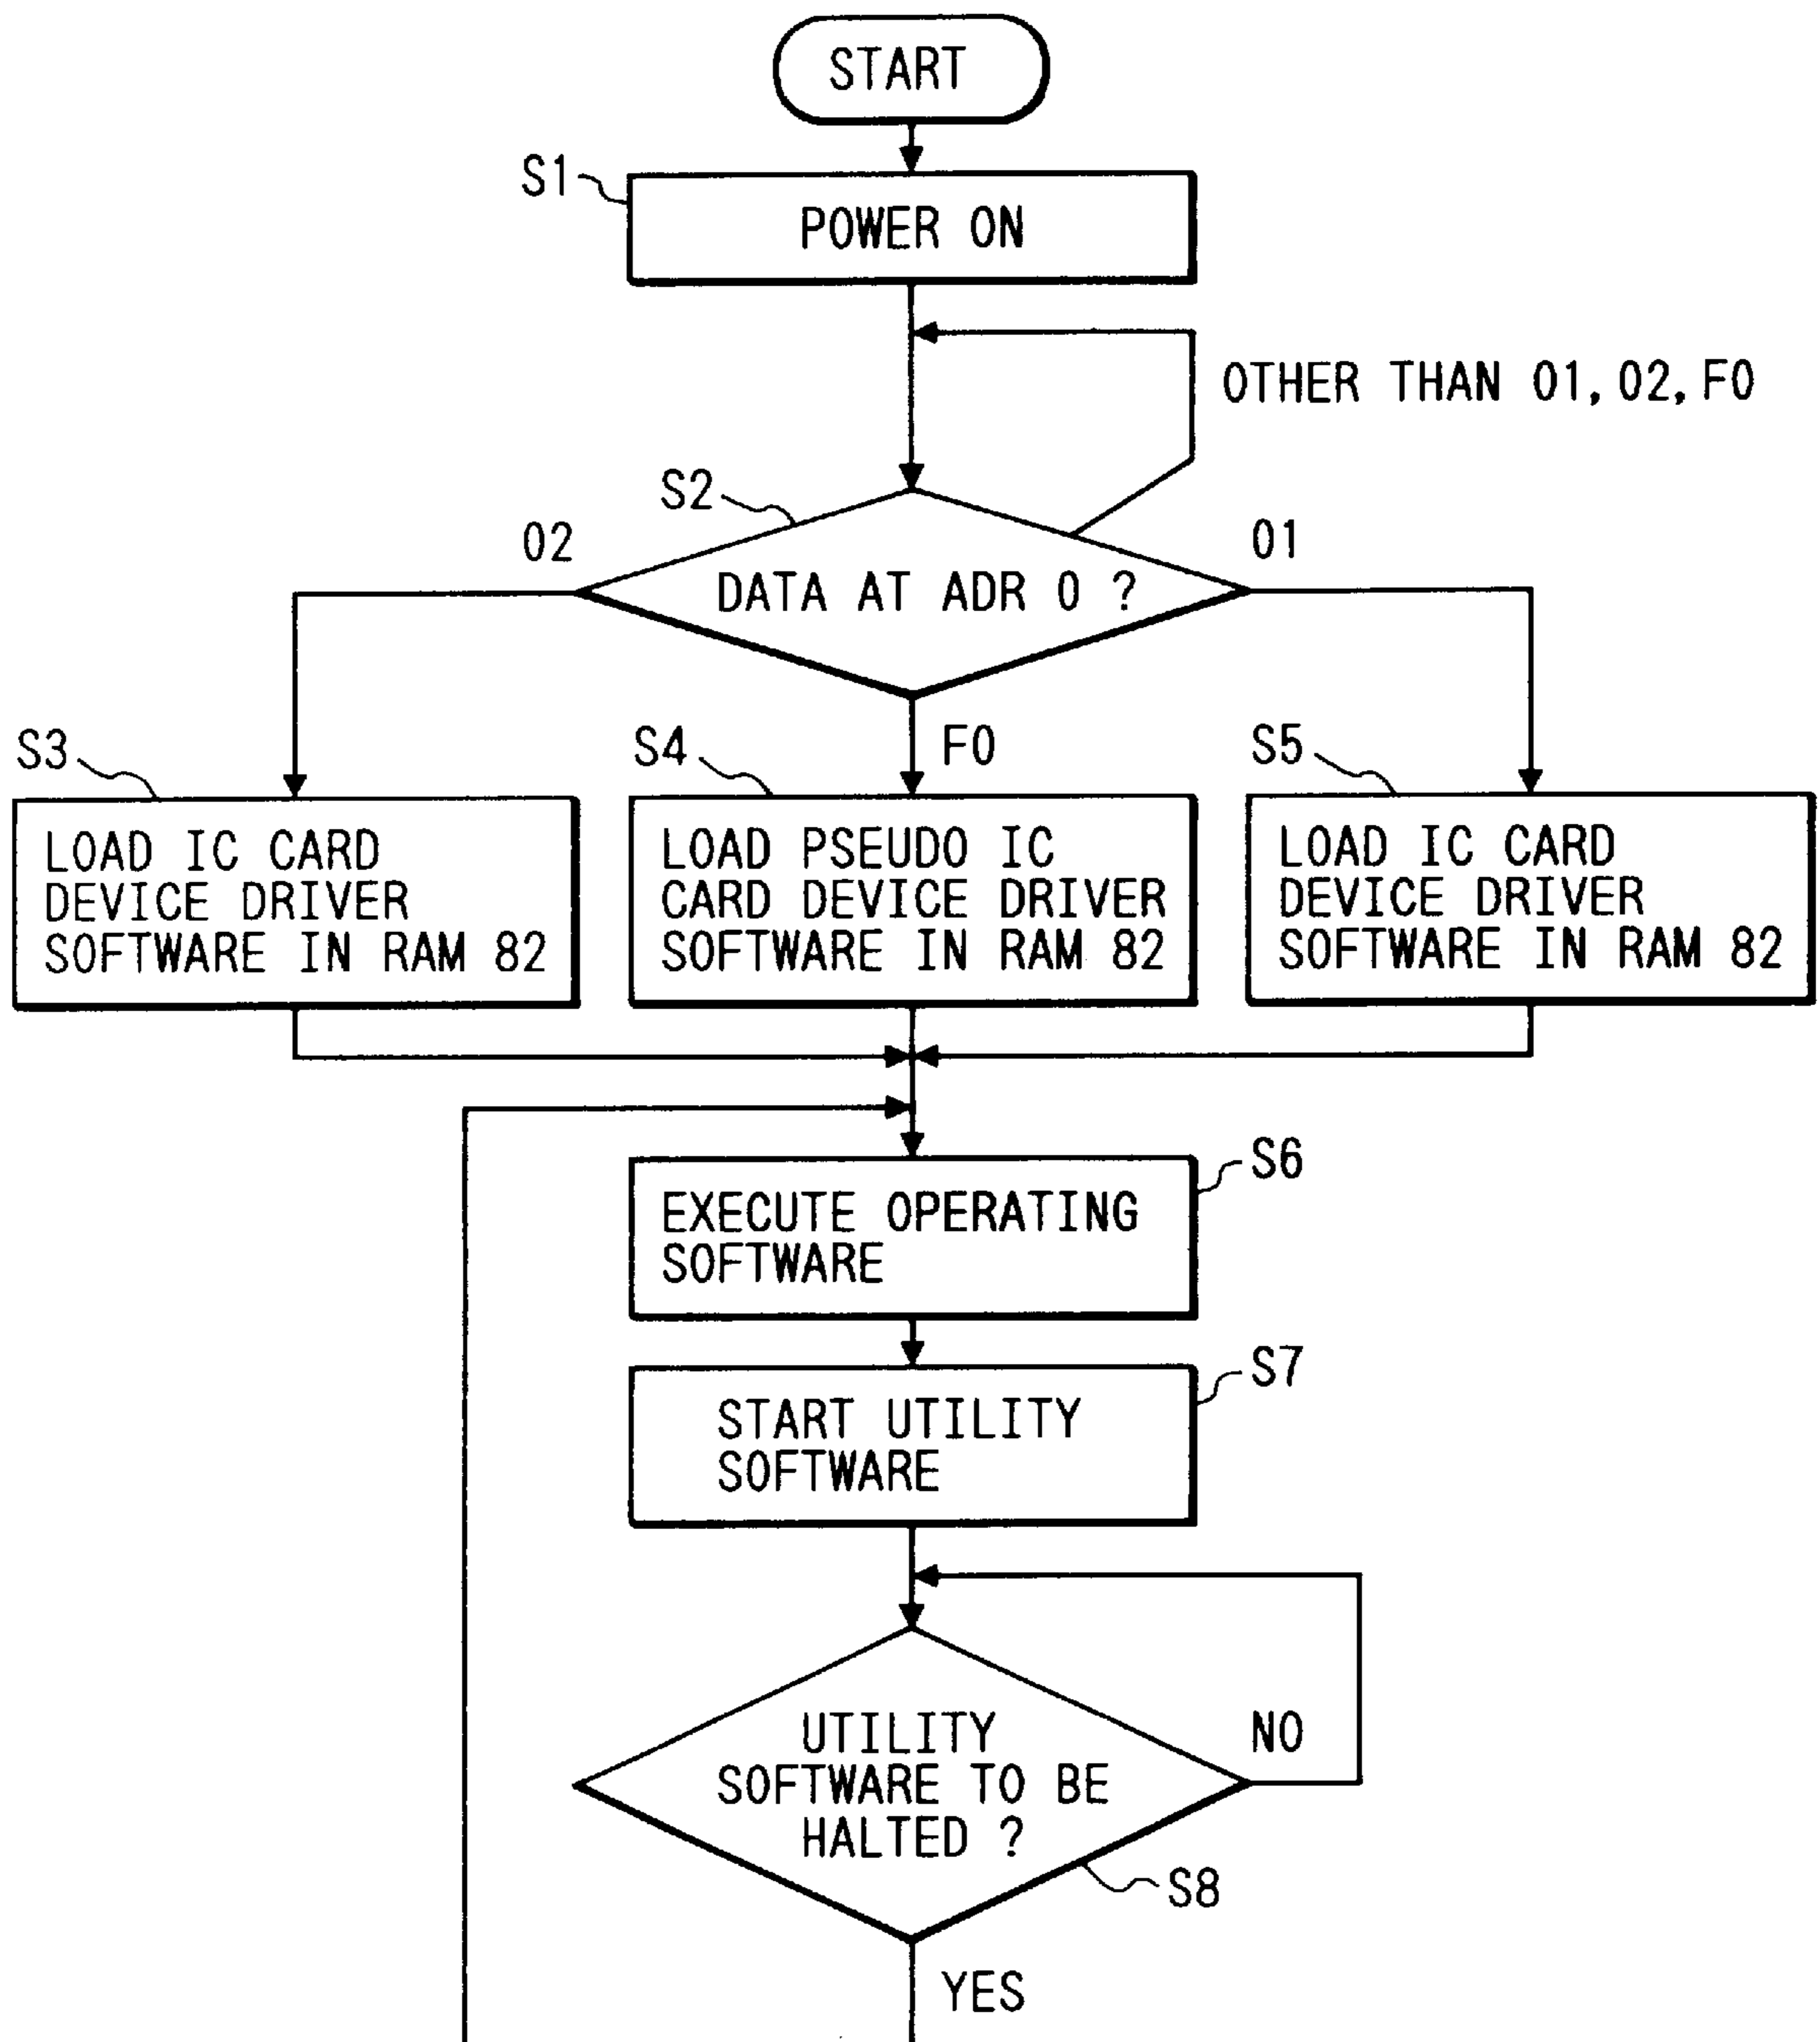 START
S1
POWER ON
OTHER THAN 01, 02, F0
S2
02
01
DATA AT ADR 0 ?
S3
S4
F0
S5
LOAD IC CARD
DEVICE DRIVER
SOFTWARE IN RAM 82
LOAD PSEUDO IC
CARD DEVICE DRIVER
SOFTWARE IN RAM 82
LOAD IC CARD
DEVICE DRIVER
SOFTWARE IN RAM 82
S6
EXECUTE OPERATING
SOFTWARE
S7
START UTILITY
SOFTWARE
UTILITY
SOFTWARE TO BE
HALTED ?
NO
S8
YES